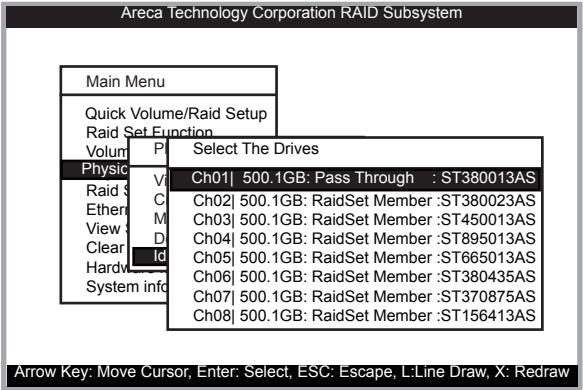 Areca Technology Corporation RAID Subsystem
Main Menu
Quick Volume/Raid Setup
Raid Set Function
Volum
Physic
Raid S
Ethern
View S
Clear
Hardw
System info
Pl
Vi
C
M
D
Id
Select The Drives
Ch01| 500.1GB: Pass Through : ST380013AS
Ch02| 500.1GB: RaidSet Member :ST380023AS
Ch03| 500.1GB: RaidSet Member :ST450013AS
Ch04| 500.1GB: RaidSet Member :ST895013AS
Ch05| 500.1GB: RaidSet Member :ST665013AS
Ch06| 500.1GB: RaidSet Member :ST380435AS
Ch07| 500.1GB: RaidSet Member :ST370875AS
Ch08| 500.1GB: RaidSet Member :ST156413AS
Arrow Key: Move Cursor, Enter: Select, ESC: Escape, L:Line Draw, X: Redraw